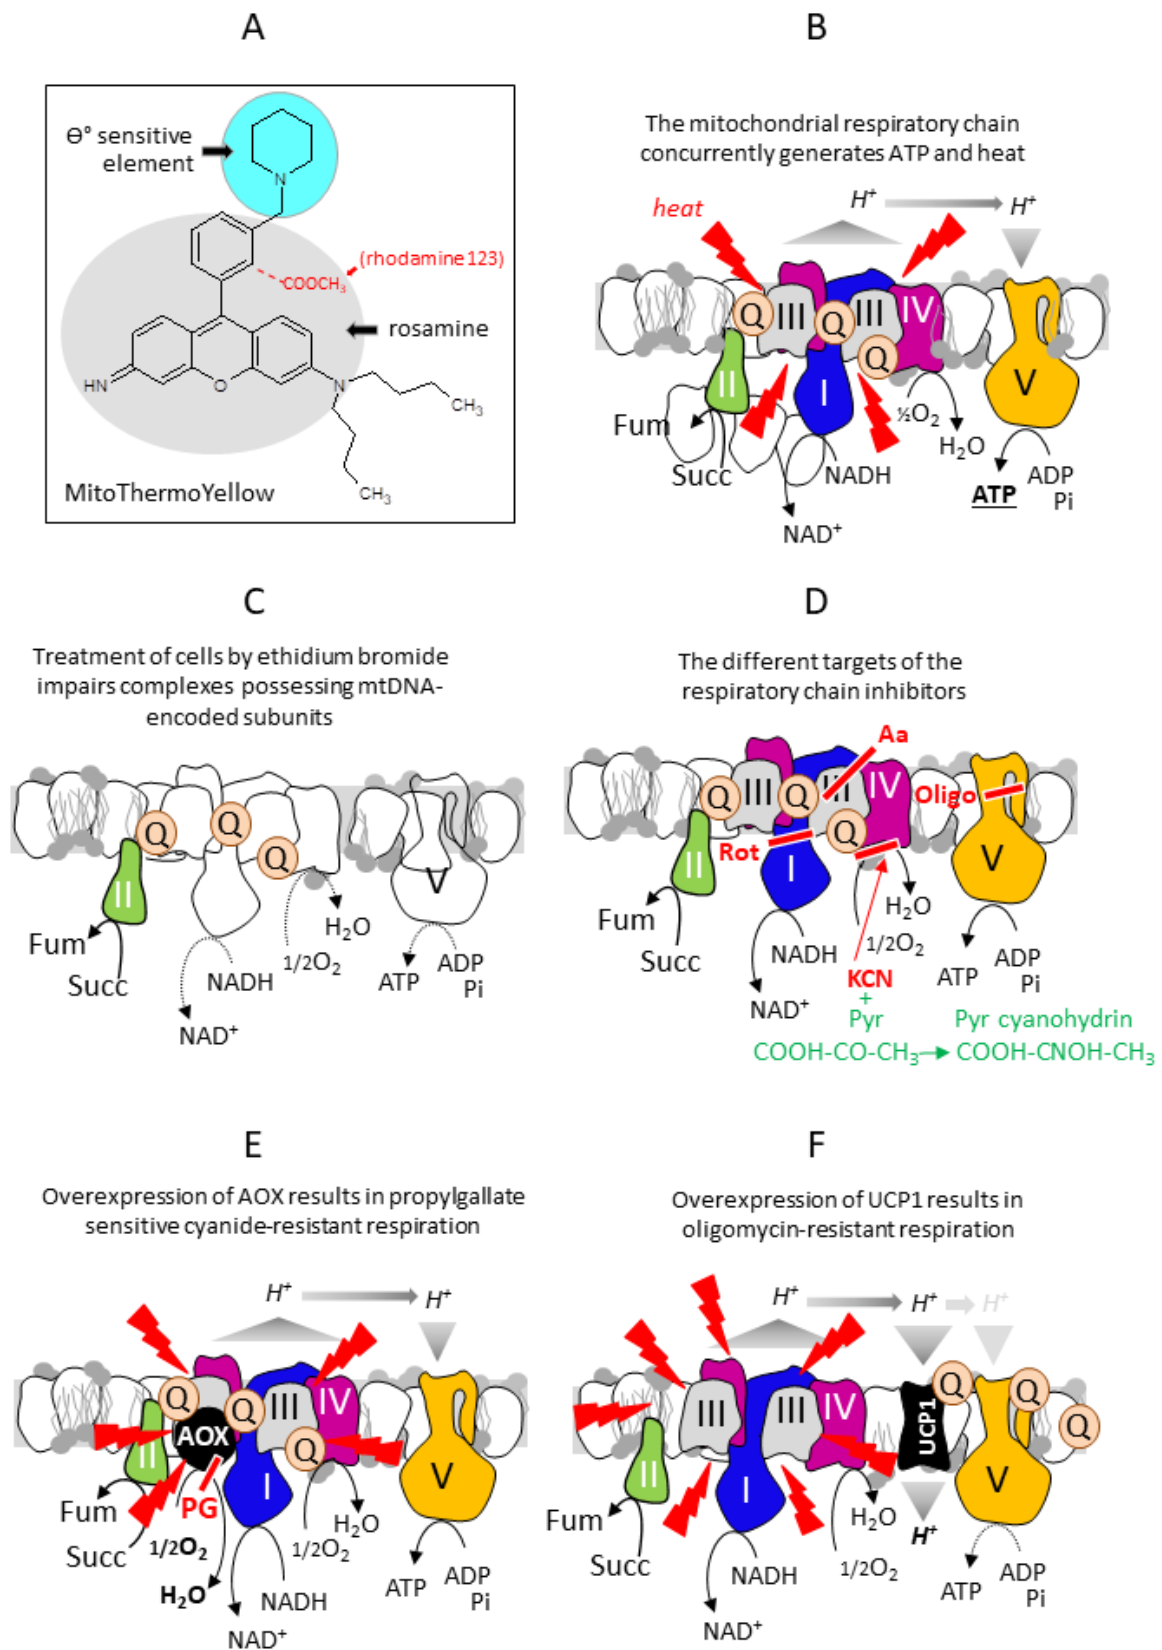 A
Ɵ° sensitive
element
N
COOCH₃
(rhodamine 123)
rosamine
HN
O
N
CH₃
CH₃
MitoThermoYellow
B
The mitochondrial respiratory chain
concurrently generates ATP and heat
heat
H⁺
H⁺
Q
III
Q
III
IV
Q
II
I
V
Fum
Succ
½O₂
H₂O
NADH
NAD⁺
ATP
ADP
Pi
C
Treatment of cells by ethidium bromide
impairs complexes possessing mtDNA-
encoded subunits
Q
Q
Q
II
V
Fum
Succ
NADH
NAD⁺
1/2O₂
H₂O
ATP
ADP
Pi
D
The different targets of the
respiratory chain inhibitors
Aa
Q
III
Q
III
IV
Oligo
Q
Rot
II
I
V
Fum
Succ
NADH
NAD⁺
1/2O₂
H₂O
ATP
ADP
Pi
KCN
+
Pyr
Pyr cyanohydrin
COOH-CO-CH₃
COOH-CNOH-CH₃
E
Overexpression of AOX results in propylgallate
sensitive cyanide-resistant respiration
H⁺
H⁺
Q
Q
III
IV
II
AOX
Q
I
V
PG
Fum
Succ
1/2O₂
H₂O
NADH
NAD⁺
1/2O₂
H₂O
ATP
ADP
Pi
F
Overexpression of UCP1 results in
oligomycin-resistant respiration
H⁺
H⁺
H⁺
Q
Q
Q
III
III
IV
UCP1
II
I
V
Fum
Succ
NADH
NAD⁺
1/2O₂
H₂O
H⁺
ATP
ADP
Pi